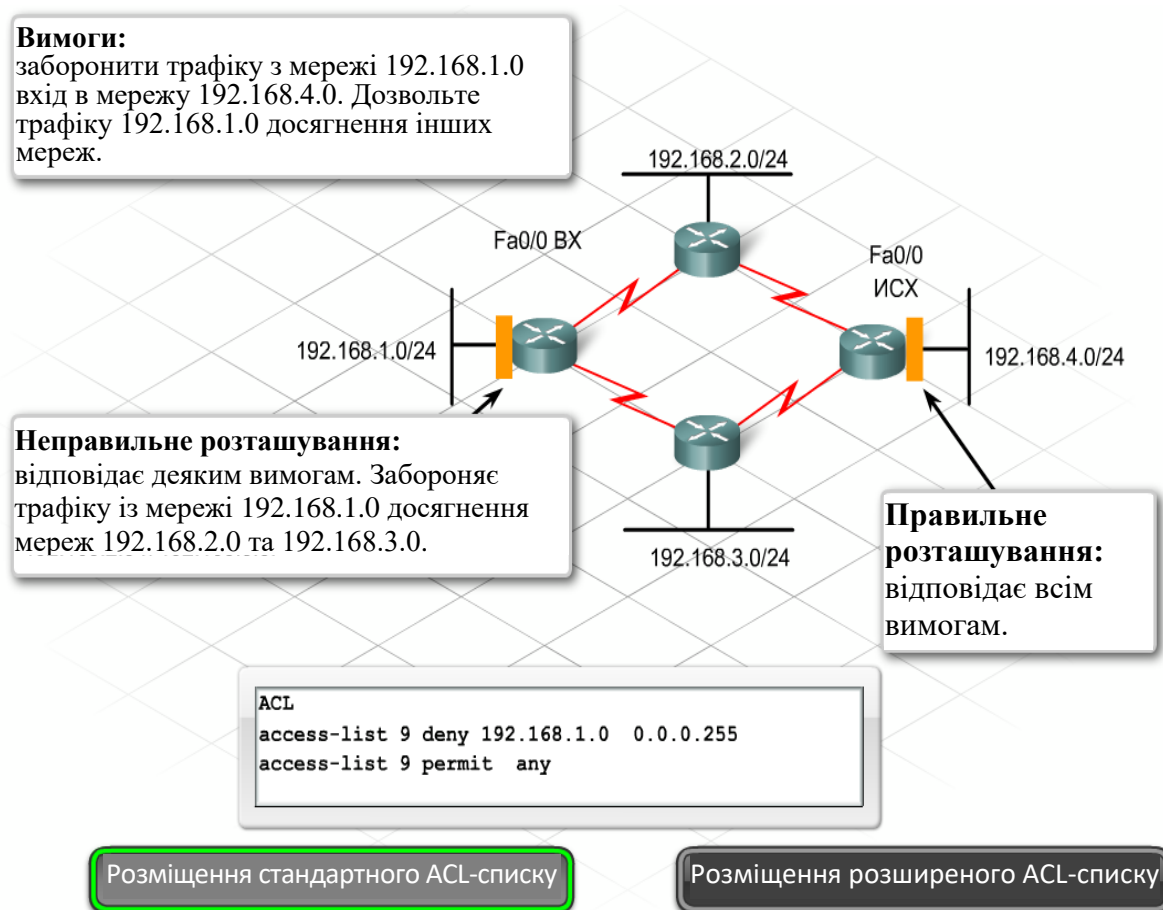 Вимоги:
заборонити трафіку з мережі 192.168.1.0
вхід в мережу 192.168.4.0. Дозвольте
трафіку 192.168.1.0 досягнення інших
мереж.
192.168.2.0/24
Fa0/0 ВХ
Fa0/0
ИСХ
192.168.1.0/24
192.168.4.0/24
Неправильне розташування:
відповідає деяким вимогам. Забороняє
трафіку із мережі 192.168.1.0 досягнення
мереж 192.168.2.0 та 192.168.3.0.
192.168.3.0/24
Правильне
розташування:
відповідає всім
вимогам.
ACL
access-list 9 deny 192.168.1.0 0.0.0.255
access-list 9 permit any
Розміщення стандартного ACL-списку
Розміщення розширеного ACL-списку